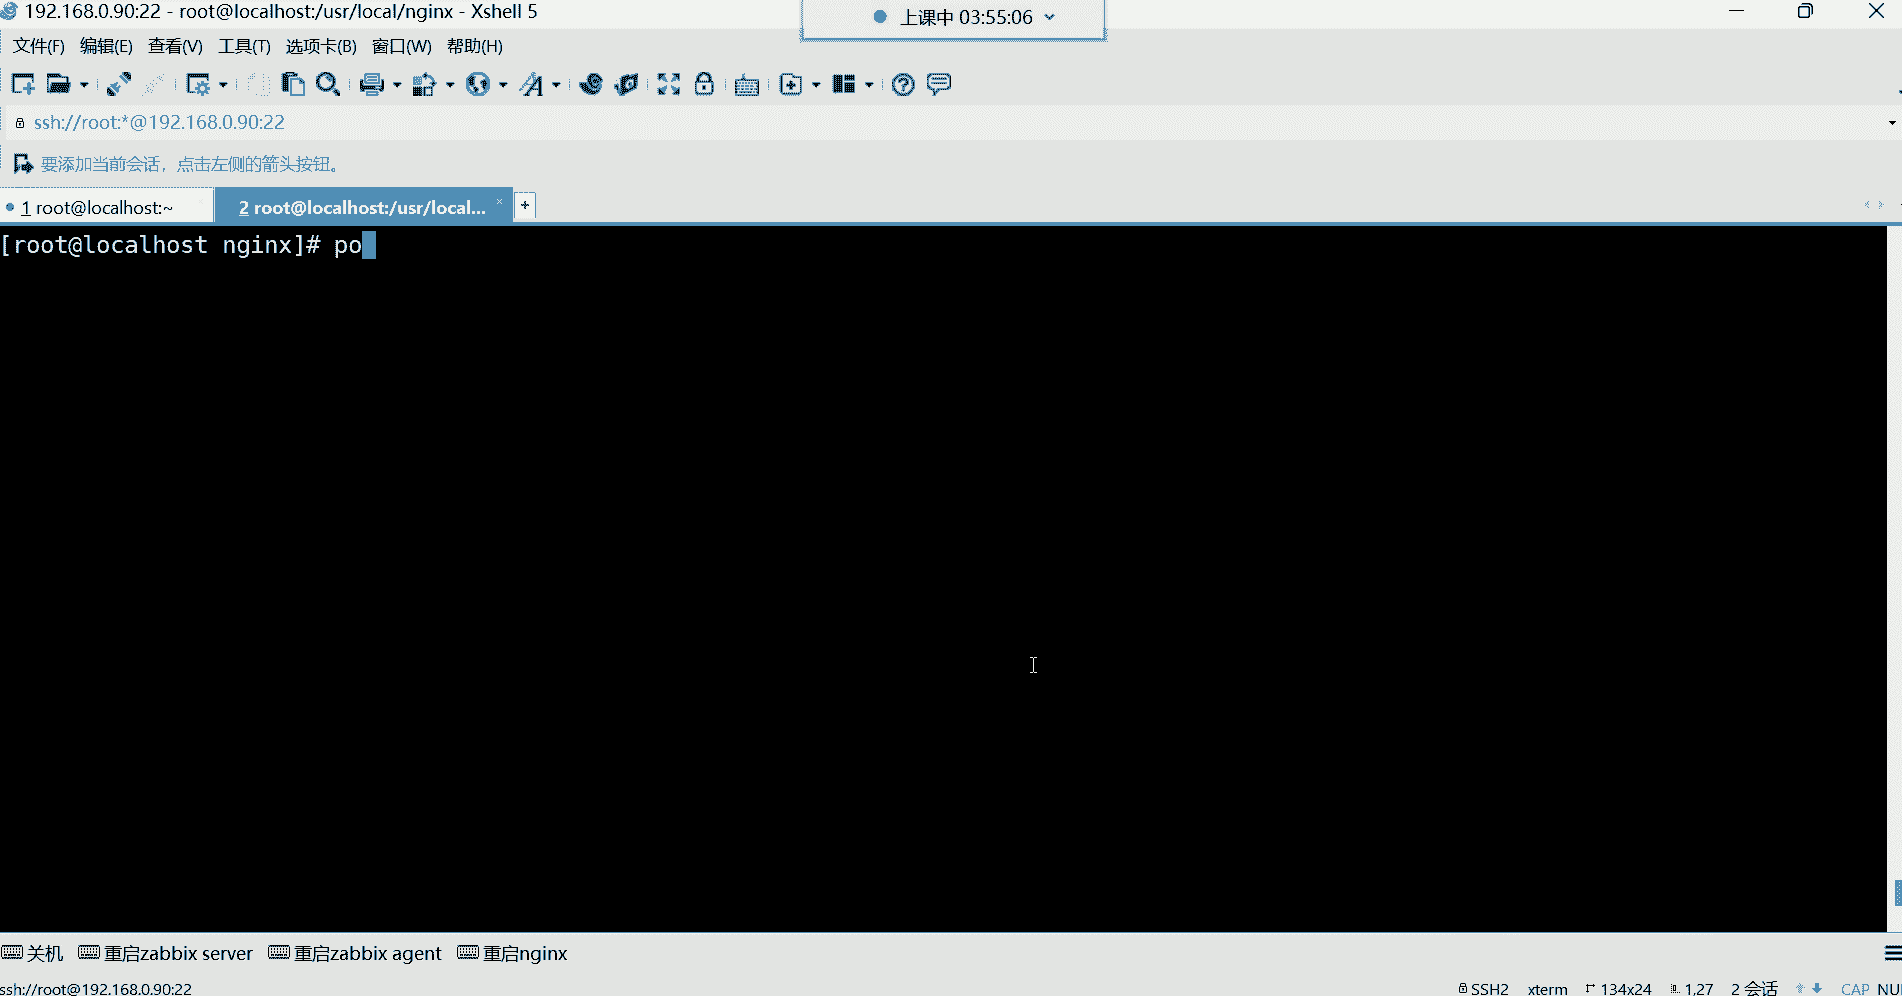 192.168.0.90:22 - root@localhost:/usr/local/nginx - Xshell 5
上课中 03:55:06
文件(F) 编辑(E) 查看(V) 工具(T) 选项卡(B) 窗口(W) 帮助(H)
ssh://root:*@192.168.0.90:22
要添加当前会话，点击左侧的箭头按钮。
1 root@localhost:~
2 root@localhost:/usr/local...
[root@localhost nginx]# po
关机 重启zabbix server 重启zabbix agent 重启nginx
ssh://root@192.168.0.90:22
SSH2 xterm 134x24 1,27 2 会话 CAP NU